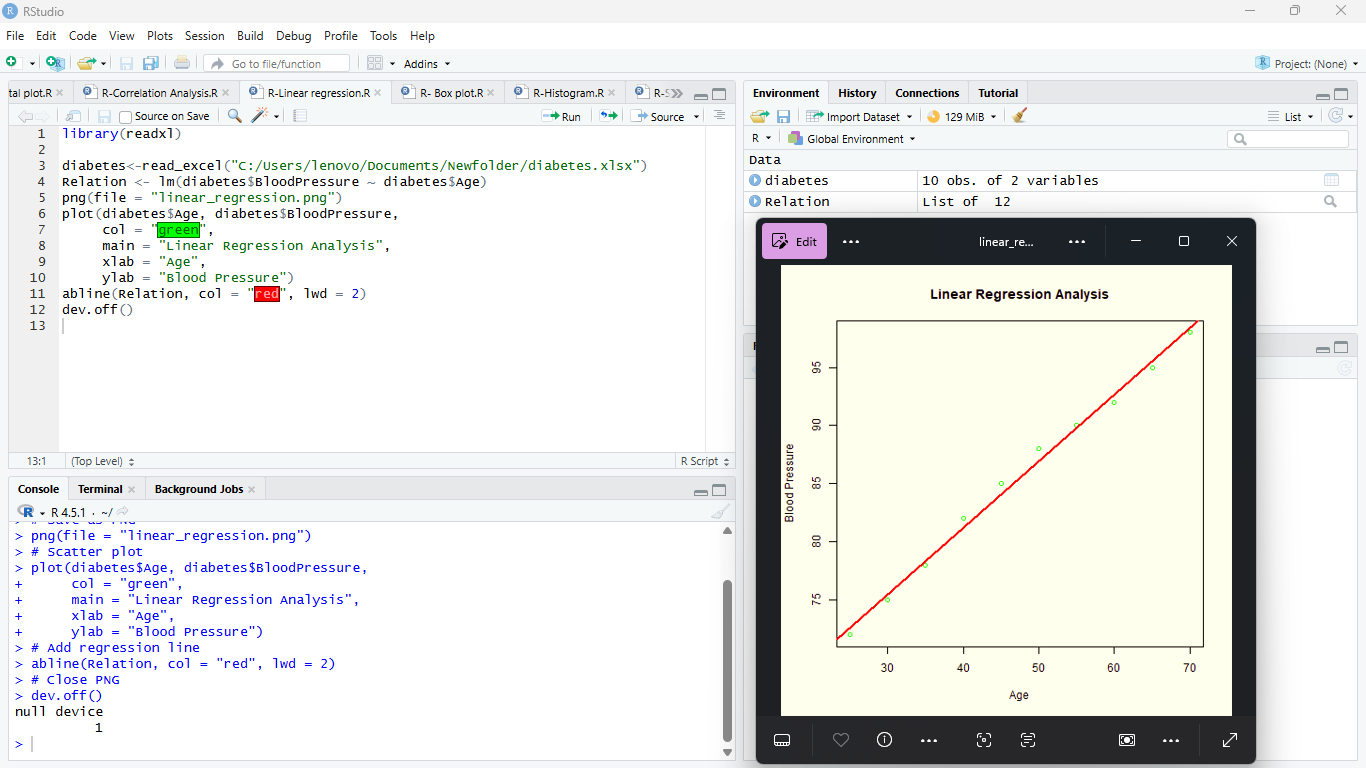 RStudio
File Edit Code View Plots Session Build Debug Profile Tools Help
Go to file/function Addins Project: (None)
tal plot.R R-Correlation Analysis.R R-Linear regression.R R- Box plot.R R-Histogram.R
Source on Save Run Source
1 library(readxl)
2
3 diabetes<-read_excel("C:/Users/lenovo/Documents/Newfolder/diabetes.xlsx")
4 Relation <- lm(diabetes$BloodPressure ~ diabetes$Age)
5 png(file = "linear_regression.png")
6 plot(diabetes$Age, diabetes$BloodPressure,
7 col = "green",
8 main = "Linear Regression Analysis",
9 xlab = "Age",
10 ylab = "Blood Pressure")
11 abline(Relation, col = "red", lwd = 2)
12 dev.off()
13
13:1 (Top Level) R Script
Console Terminal Background Jobs
R 4.5.1 · ~/
> png(file = "linear_regression.png")
> # Scatter plot
> plot(diabetes$Age, diabetes$BloodPressure,
+ col = "green",
+ main = "Linear Regression Analysis",
+ xlab = "Age",
+ ylab = "Blood Pressure")
> # Add regression line
> abline(Relation, col = "red", lwd = 2)
> # Close PNG
> dev.off()
null device
1
>
Environment History Connections Tutorial
Import Dataset 129 MiB List
R Global Environment
Data
diabetes 10 obs. of 2 variables
Relation List of 12
Edit linear_re...
Linear Regression Analysis
Blood Pressure
95
90
85
80
75
30 40 50 60 70
Age